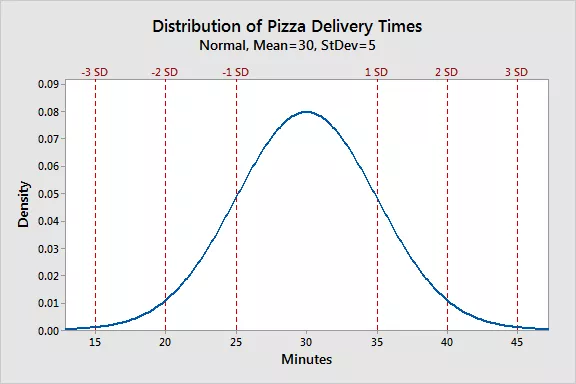 Distribution of Pizza Delivery Times
Normal, Mean=30, StDev=5
-3 SD -2 SD -1 SD 1 SD 2 SD 3 SD
0.09
0.08
0.07
0.06
0.05
0.04
0.03
0.02
0.01
0.00
Density
15 20 25 30 35 40 45
Minutes